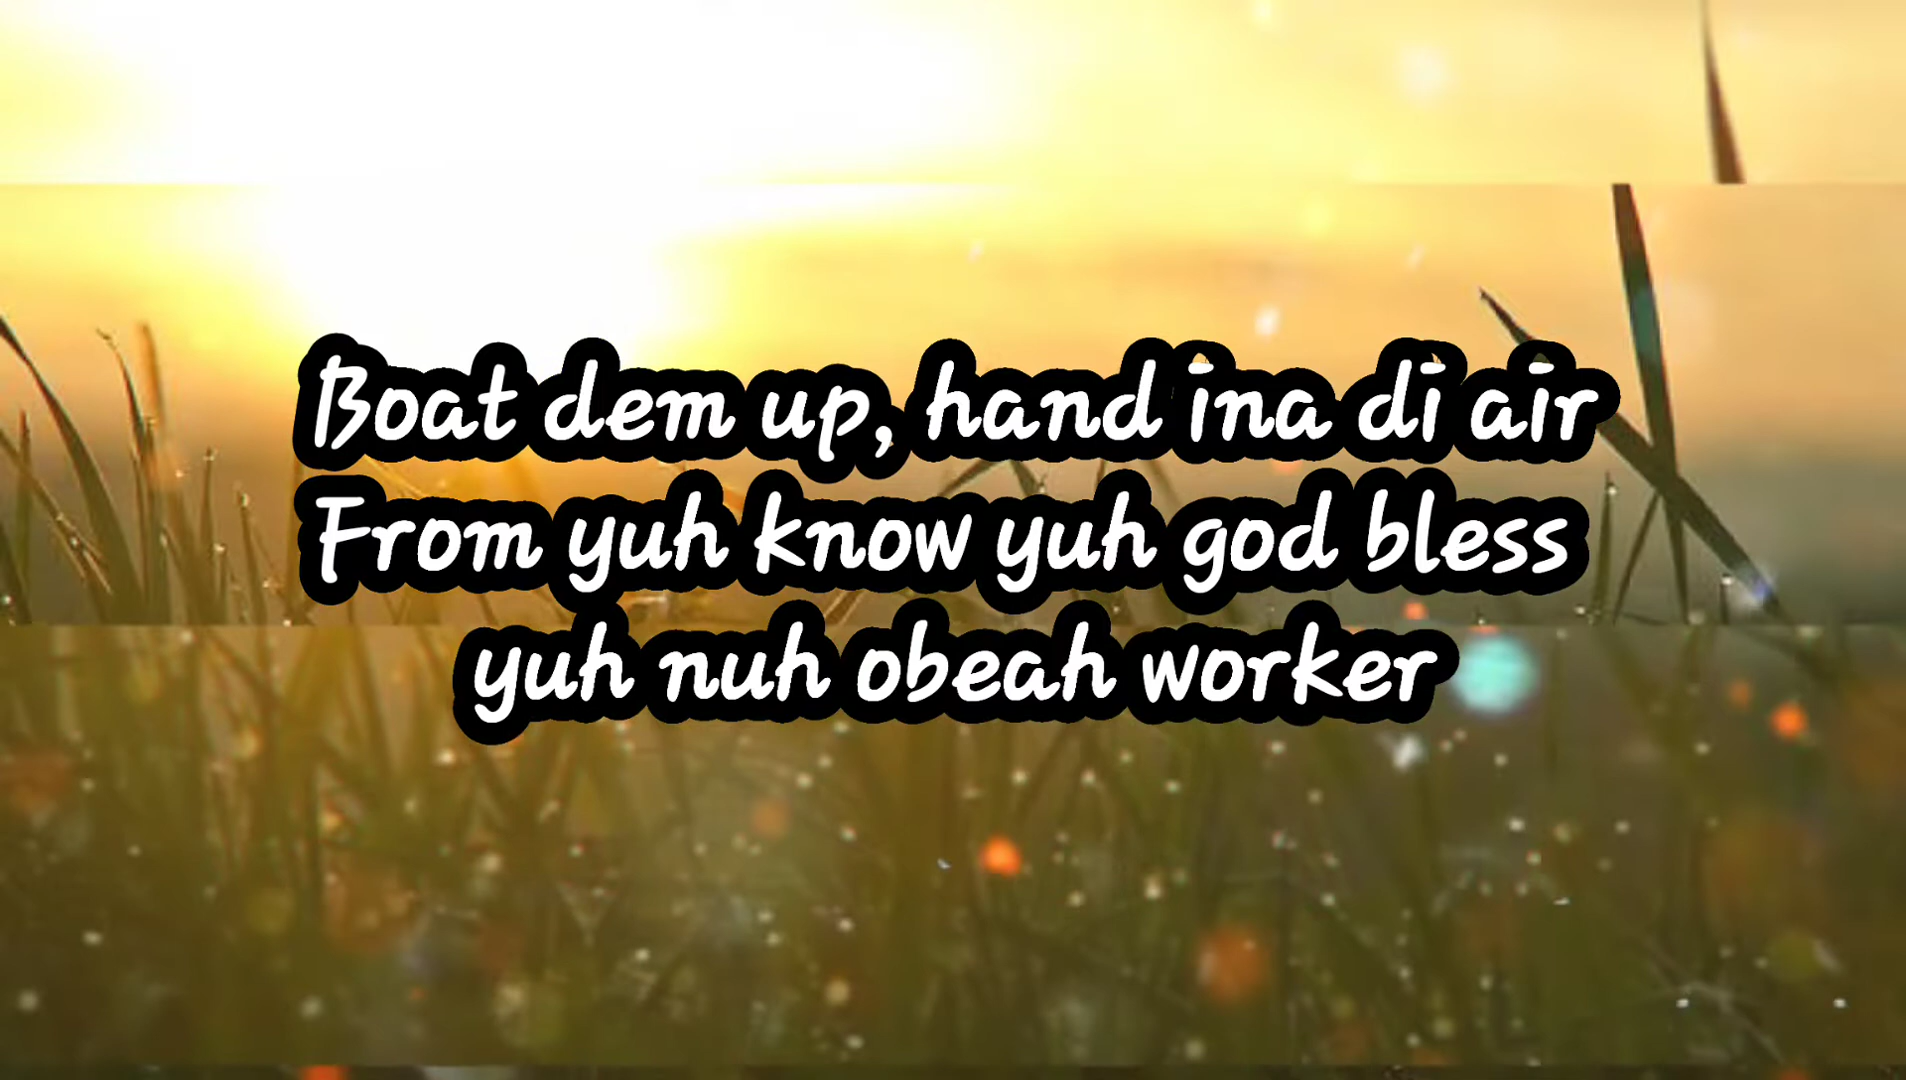 Boat dem up, hand ina di air
From yuh know yuh god bless
yuh nuh obeah worker